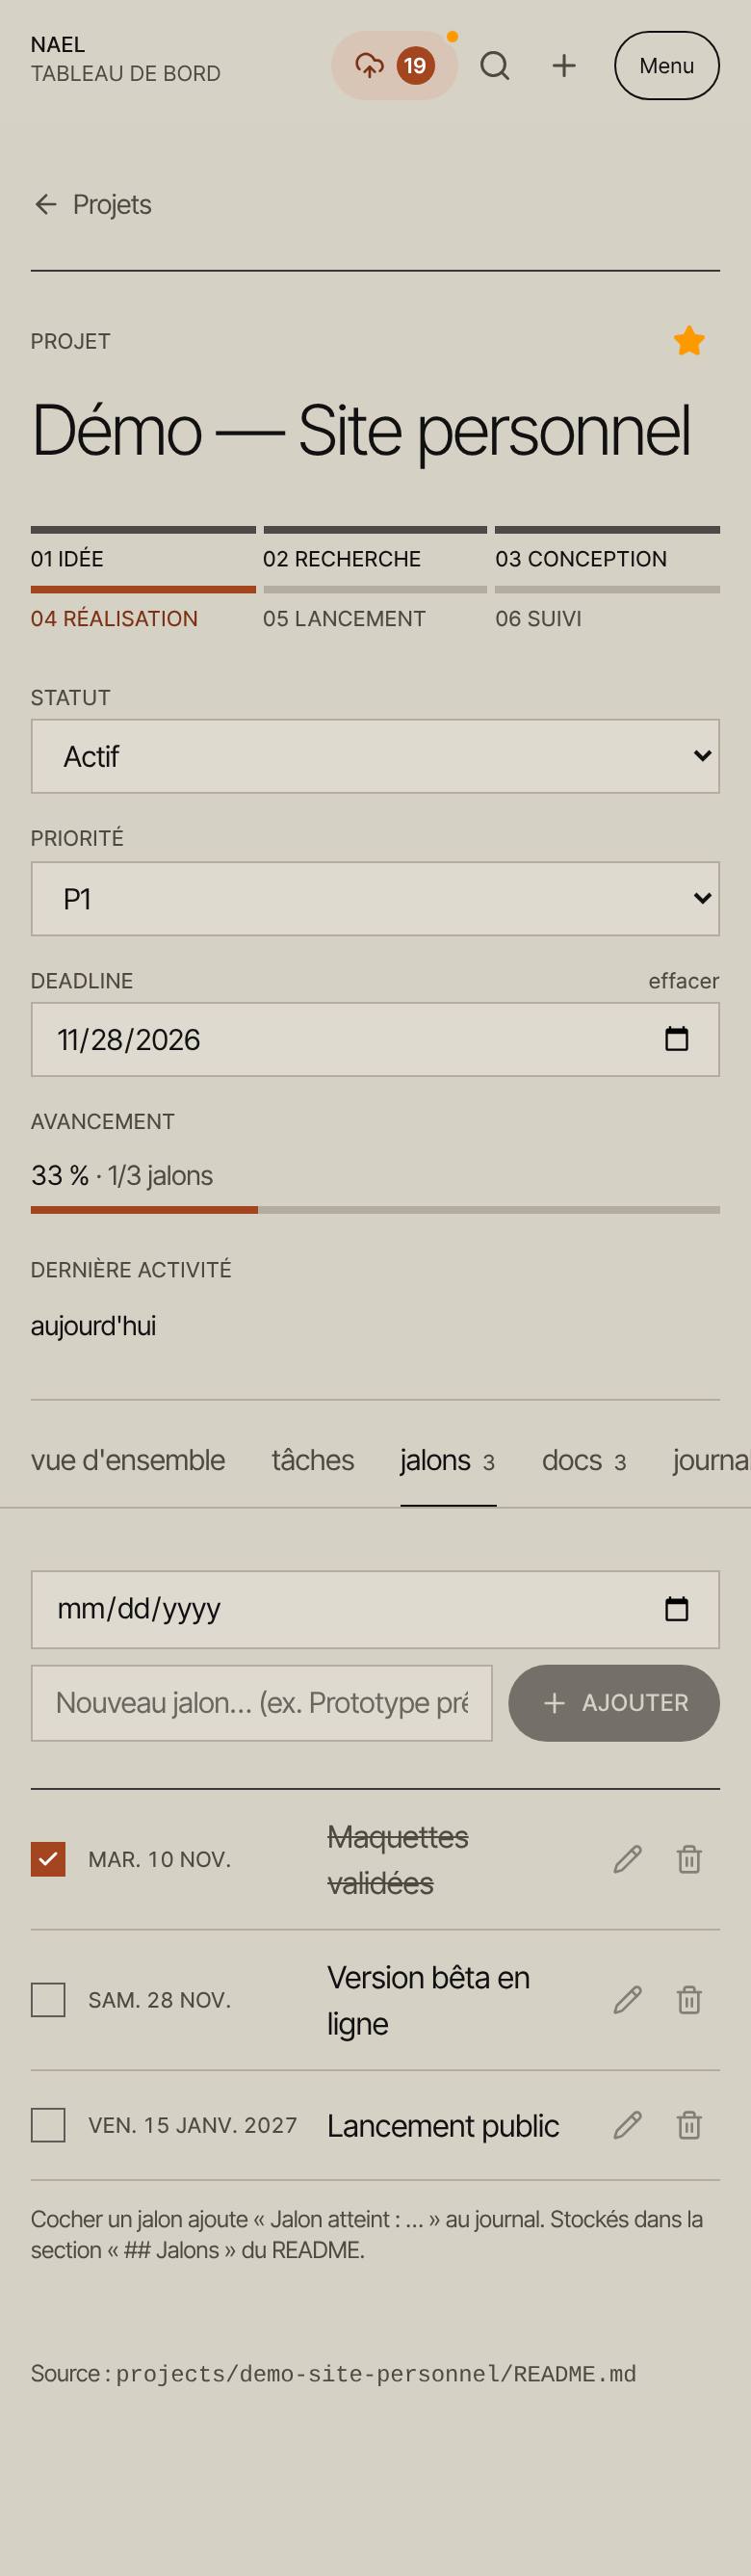 NAEL
TABLEAU DE BORD
19
Menu
Projets
PROJET
Démo — Site personnel
01 IDÉE
02 RECHERCHE
03 CONCEPTION
04 RÉALISATION
05 LANCEMENT
06 SUIVI
STATUT
Actif
PRIORITÉ
P1
DEADLINE
effacer
11/28/2026
AVANCEMENT
33 % · 1/3 jalons
DERNIÈRE ACTIVITÉ
aujourd'hui
vue d'ensemble
tâches
jalons 3
docs 3
journa
mm/dd/yyyy
Nouveau jalon… (ex. Prototype pré
AJOUTER
MAR. 10 NOV.
Maquettes
validées
SAM. 28 NOV.
Version bêta en
ligne
VEN. 15 JANV. 2027
Lancement public
Cocher un jalon ajoute « Jalon atteint : … » au journal. Stockés dans la
section « ## Jalons » du README.
Source : projects/demo-site-personnel/README.md